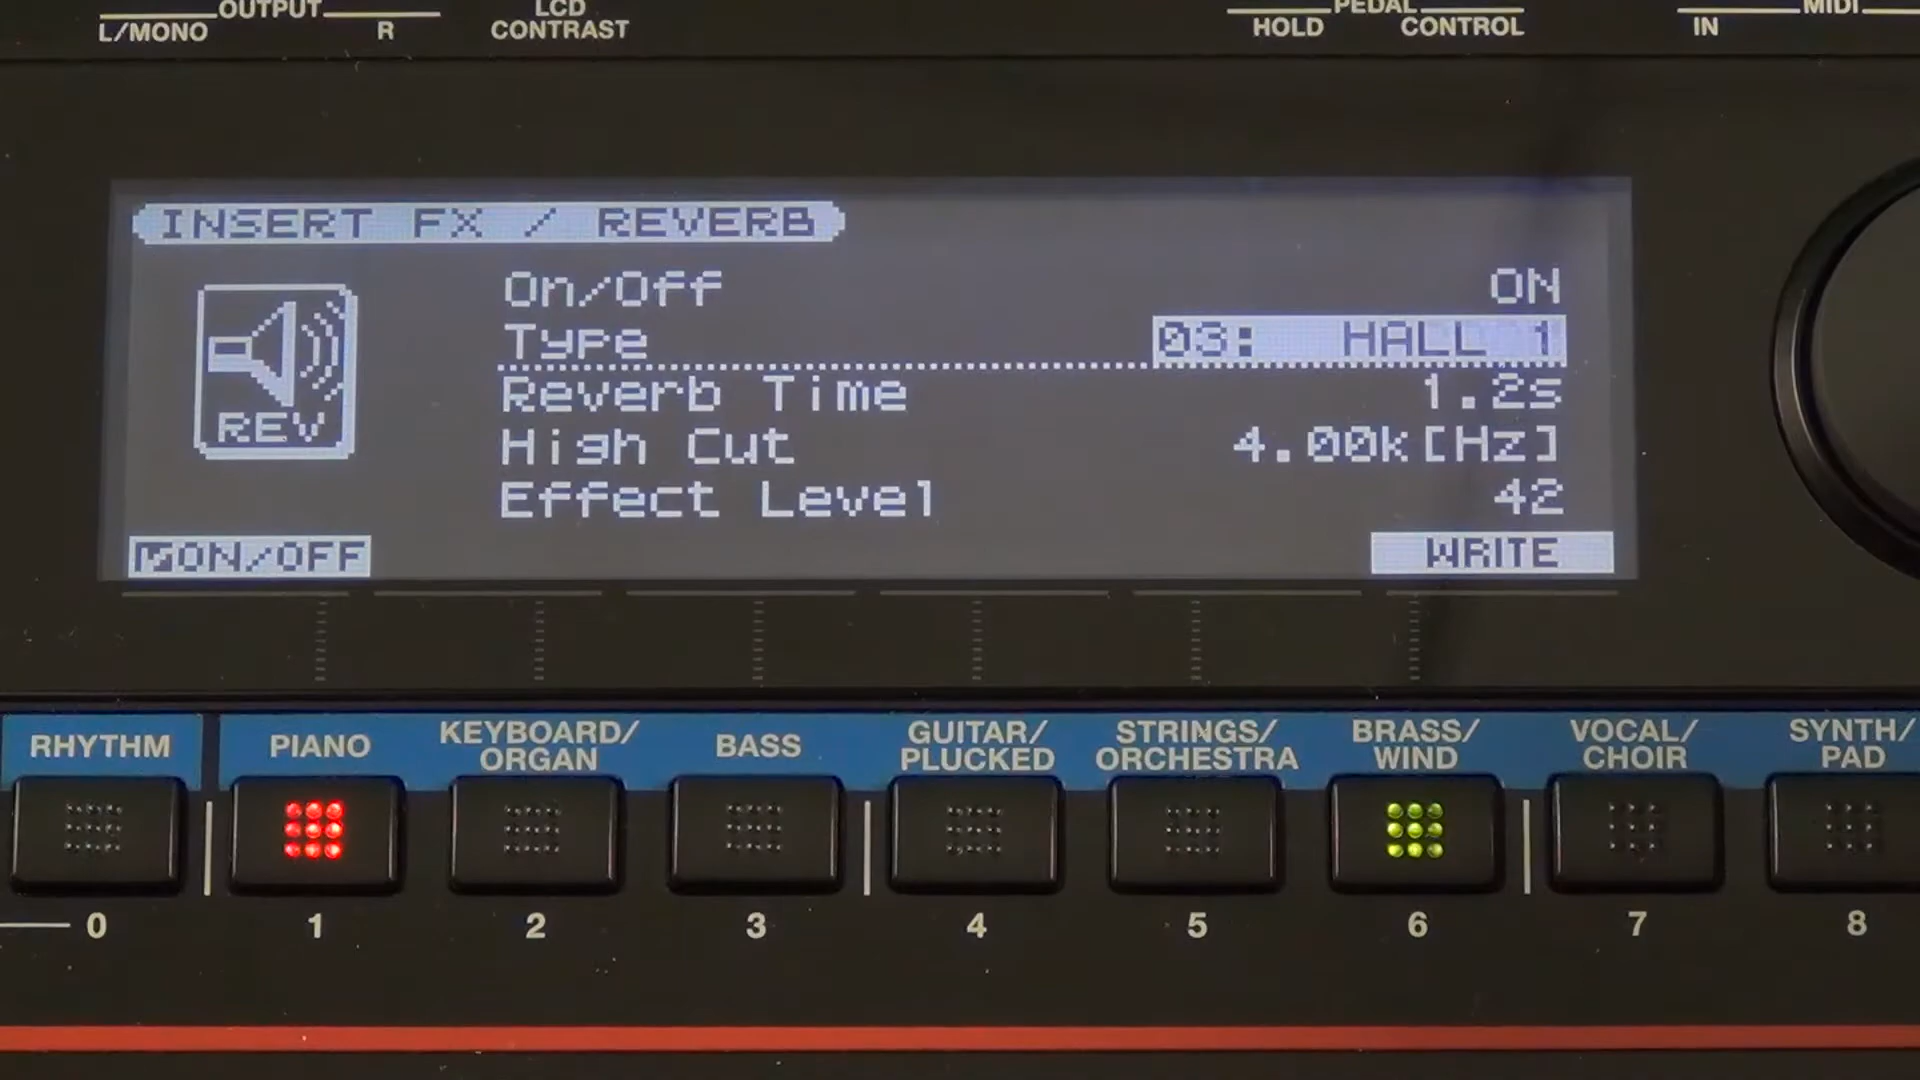 OUTPUT
L/MONO R
LCD
CONTRAST
PEDAL
HOLD CONTROL
MIDI
IN
INSERT FX / REVERB
REV
On/Off ON
Type 03: HALL 1
Reverb Time 1.2s
High Cut 4.00k[Hz]
Effect Level 42
ON/OFF WRITE
RHYTHM
PIANO
KEYBOARD/
ORGAN
BASS
GUITAR/
PLUCKED
STRINGS/
ORCHESTRA
BRASS/
WIND
VOCAL/
CHOIR
SYNTH/
PAD
0 1 2 3 4 5 6 7 8